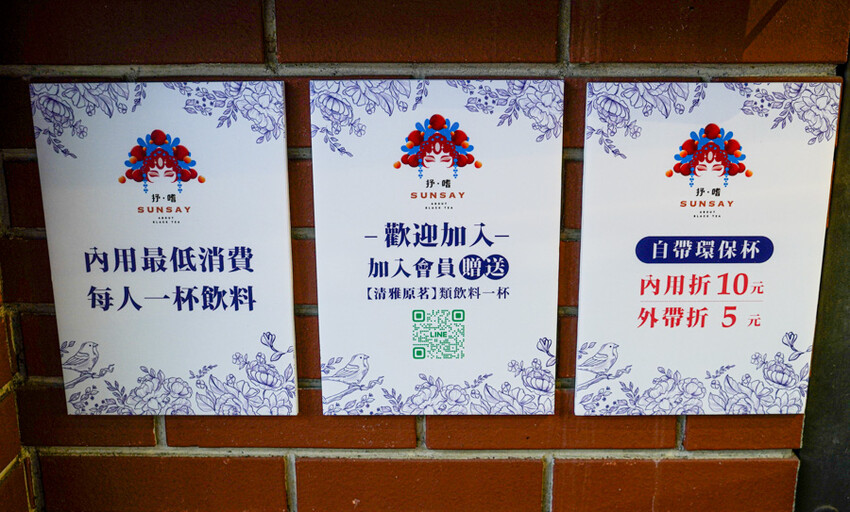 抒·嗜
SUNSAY
ABOUT
BLACK TEA
內用最低消費
每人一杯飲料
抒·嗜
SUNSAY
ABOUT
BLACK TEA
–歡迎加入–
加入會員贈送
【清雅原茗】類飲料一杯
LINE
抒·嗜
SUNSAY
ABOUT
BLACK TEA
自帶環保杯
內用折10元
外帶折 5 元